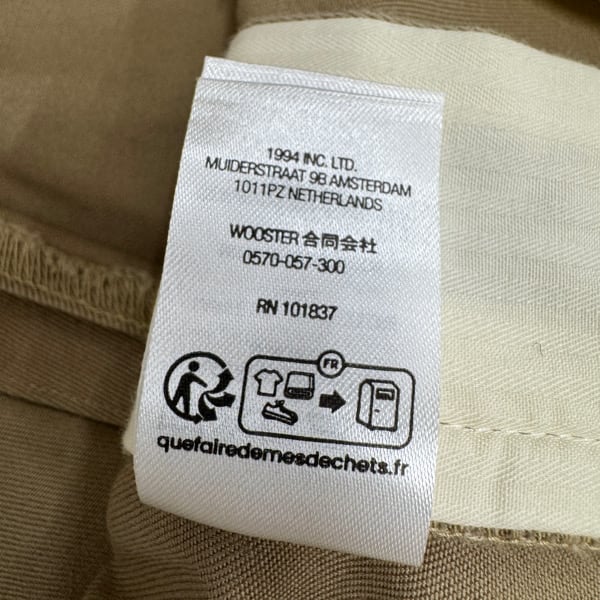 1994 INC. LTD.
MUIDERSTRAAT 9B AMSTERDAM
1011PZ NETHERLANDS
WOOSTER 合同会社
0570-057-300
RN 101837
FR
quefairedemesdechets.fr